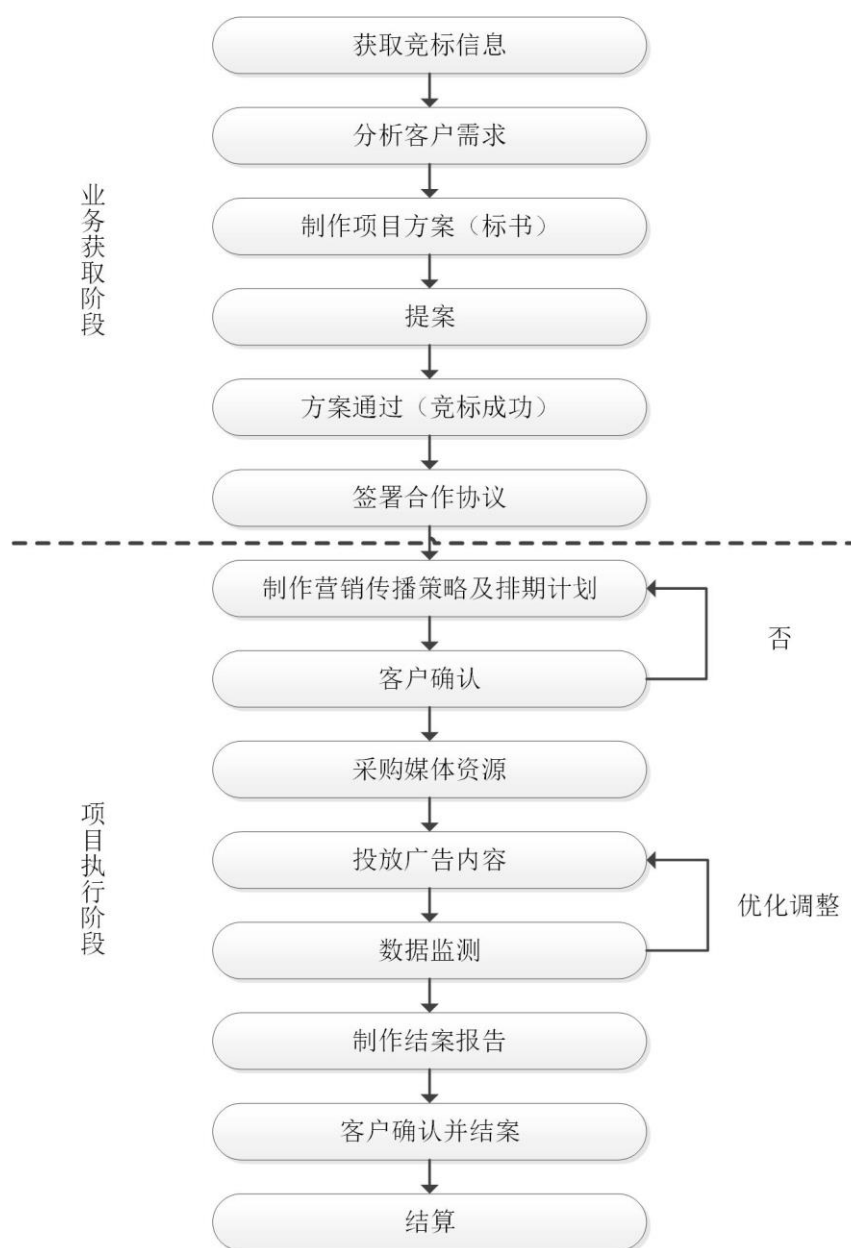 获取竞标信息
分析客户需求
业务获取阶段
制作项目方案（标书）
提案
方案通过（竞标成功）
签署合作协议
制作营销传播策略及排期计划
否
客户确认
采购媒体资源
项目执行阶段
投放广告内容
优化调整
数据监测
制作结案报告
客户确认并结案
结算